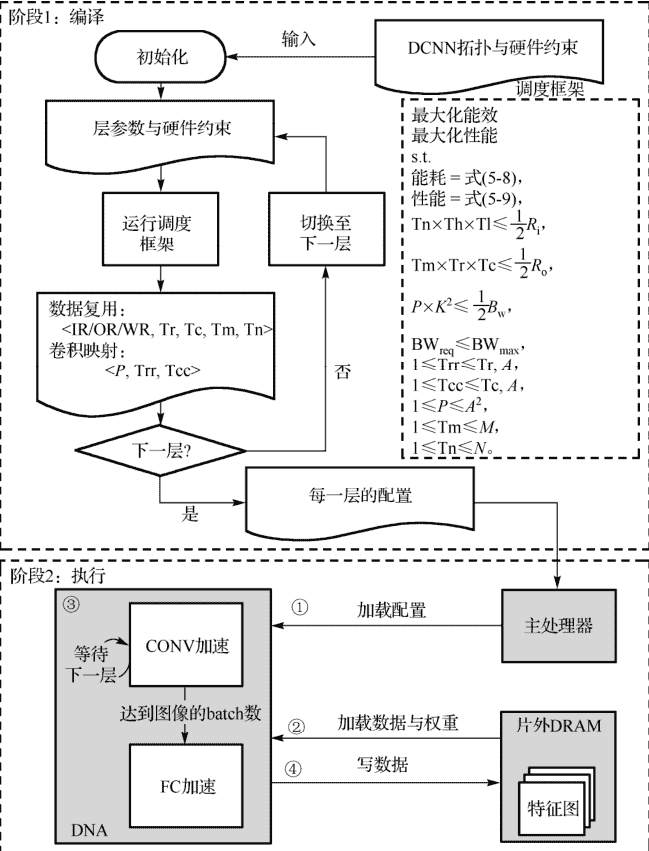 阶段1：编译
初始化
输入
DCNN拓扑与硬件约束
调度框架
层参数与硬件约束
运行调度
框架
切换至
下一层
最大化能效
最大化性能
s.t.
能耗 = 式(5-8)，
性能 = 式(5-9)，
Tn×Th×Tl≤1/2 Ri，
Tm×Tr×Tc≤1/2 Ro，
P×K²≤1/2 Bw，
BWreq≤BWmax，
1≤Trr≤Tr, A，
1≤Tcc≤Tc, A，
1≤P≤A²，
1≤Tm≤M，
1≤Tn≤N。
数据复用：
<IR/OR/WR, Tr, Tc, Tm, Tn>
卷积映射：
<P, Trr, Tcc>
否
下一层？
是
每一层的配置
阶段2：执行
③
CONV加速
等待
下一层
达到图像的batch数
FC加速
DNA
① 加载配置
主处理器
② 加载数据与权重
④ 写数据
片外DRAM
特征图